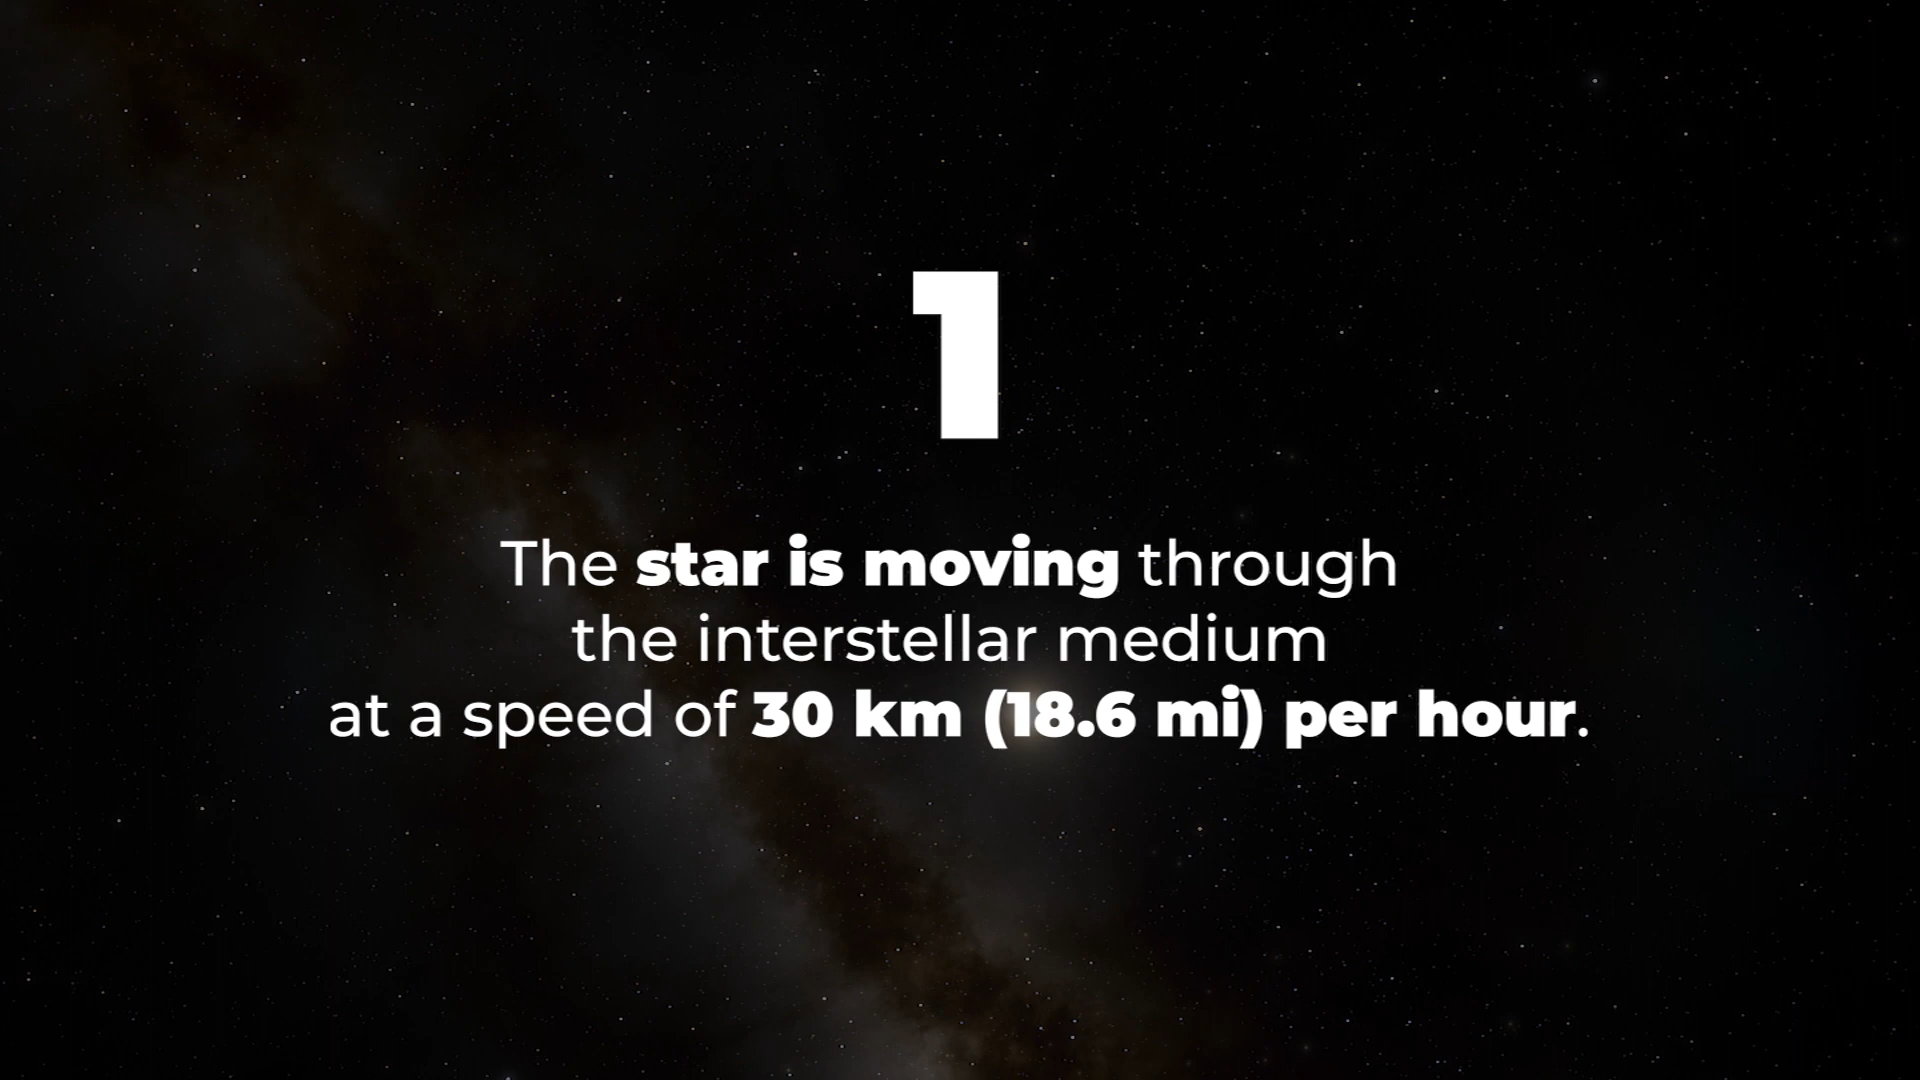 1
The star is moving through
the interstellar medium
at a speed of 30 km (18.6 mi) per hour.